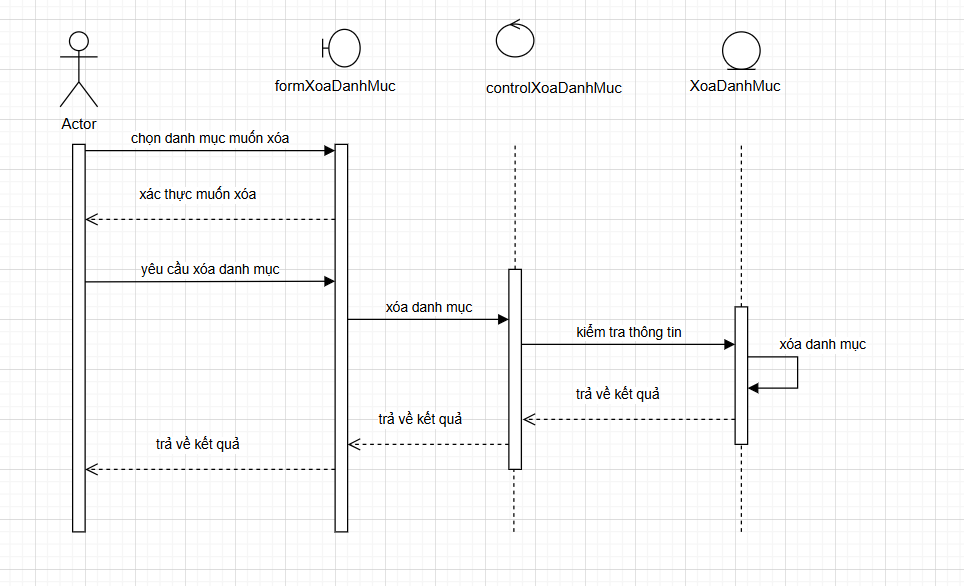 formXoaDanhMuc
controlXoaDanhMuc
XoaDanhMuc
Actor
chọn danh mục muốn xóa
xác thực muốn xóa
yêu cầu xóa danh mục
xóa danh mục
kiểm tra thông tin
xóa danh mục
trả về kết quả
trả về kết quả
trả về kết quả